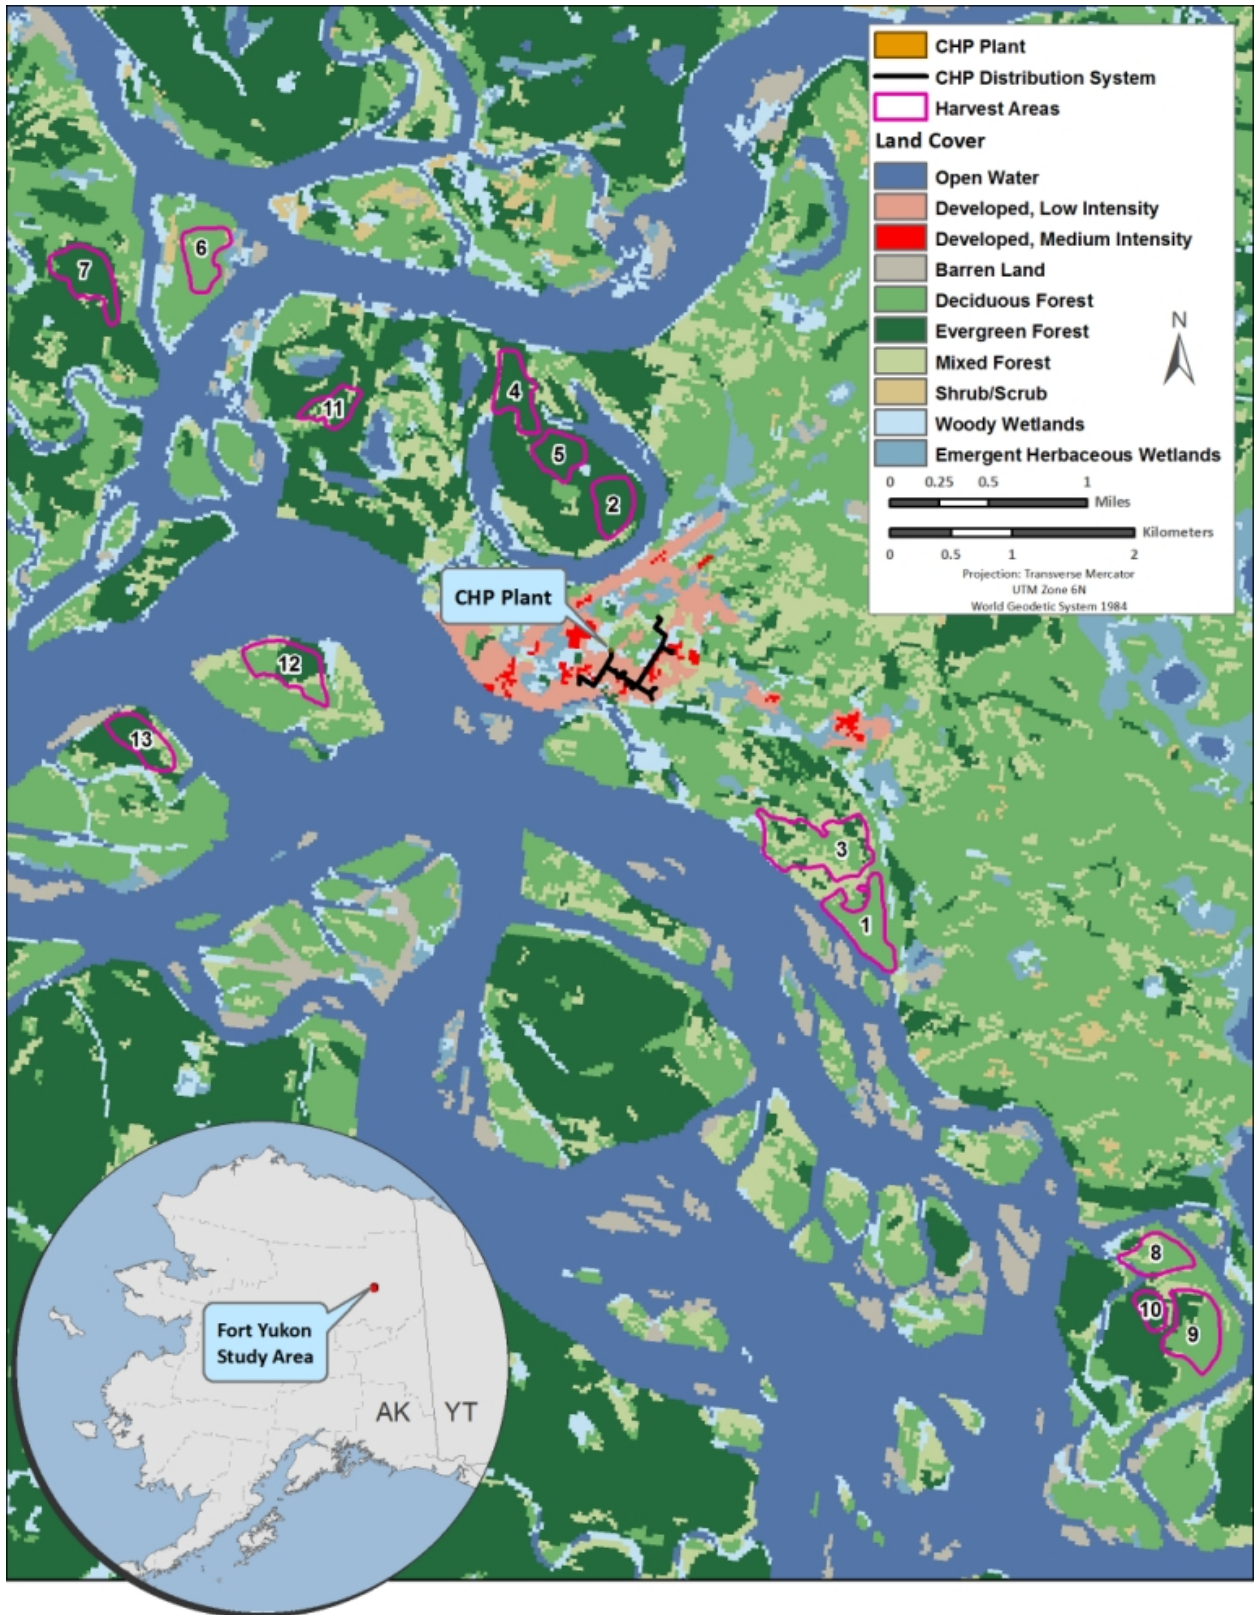 CHP Plant
CHP Distribution System
Harvest Areas
Land Cover
Open Water
Developed, Low Intensity
Developed, Medium Intensity
Barren Land
Deciduous Forest
Evergreen Forest
Mixed Forest
Shrub/Scrub
Woody Wetlands
Emergent Herbaceous Wetlands
N
0 0.25 0.5 1
Miles
Kilometers
0 0.5 1 2
Projection: Transverse Mercator
UTM Zone 6N
World Geodetic System 1984
6
7
4
11
5
2
CHP Plant
12
13
3
1
8
10
9
Fort Yukon
Study Area
AK YT